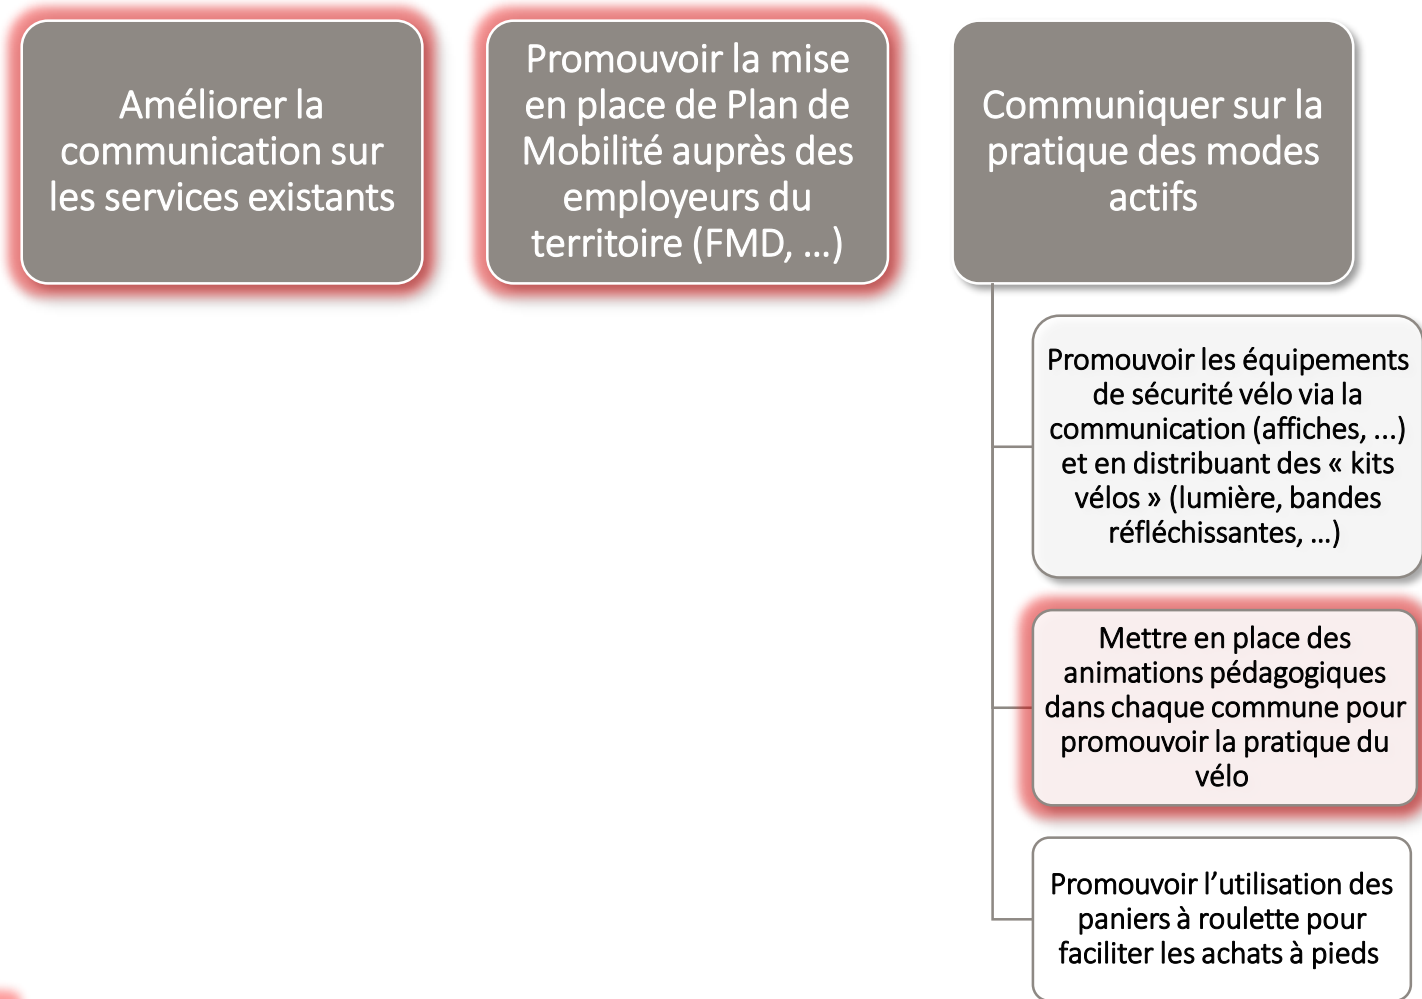 Améliorer la
communication sur
les services existants
Promouvoir la mise
en place de Plan de
Mobilité auprès des
employeurs du
territoire (FMD, ...)
Communiquer sur la
pratique des modes
actifs
Promouvoir les équipements
de sécurité vélo via la
communication (affiches, ...)
et en distribuant des « kits
vélos » (lumière, bandes
réfléchissantes, ...)
Mettre en place des
animations pédagogiques
dans chaque commune pour
promouvoir la pratique du
vélo
Promouvoir l’utilisation des
paniers à roulette pour
faciliter les achats à pieds